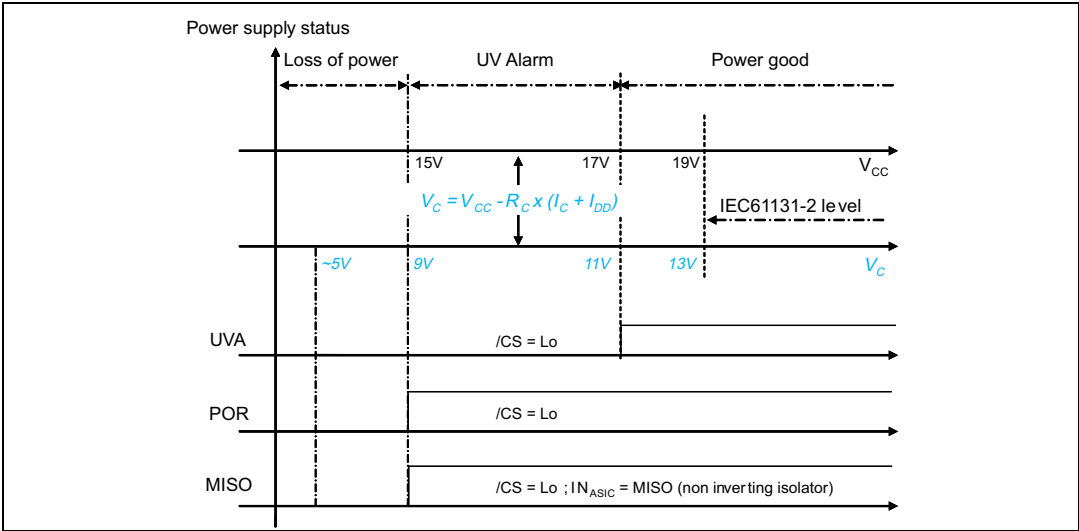 Power supply status
Loss of power UV Alarm Power good
15V 17V 19V V_CC
V_C = V_CC - R_C x (I_C + I_DD)
IEC61131-2 level
~5V 9V 11V 13V V_C
UVA /CS = Lo
POR /CS = Lo
MISO /CS = Lo ; IN_ASIC = MISO (non inverting isolator)